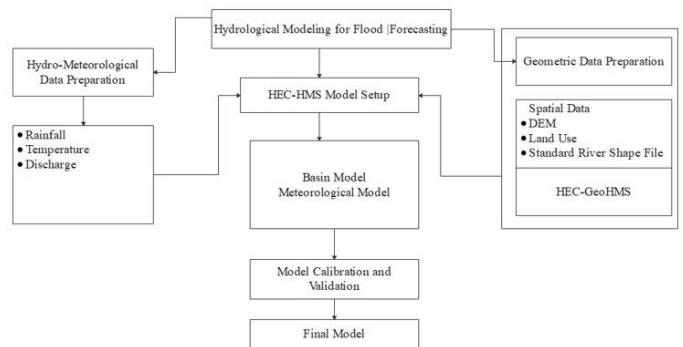 Hydrological Modeling for Flood |Forecasting
Hydro-Meteorological
Data Preparation
Geometric Data Preparation
HEC-HMS Model Setup
● Rainfall
● Temperature
● Discharge
Spatial Data
● DEM
● Land Use
● Standard River Shape File
HEC-GeoHMS
Basin Model
Meteorological Model
Model Calibration and
Validation
Final Model